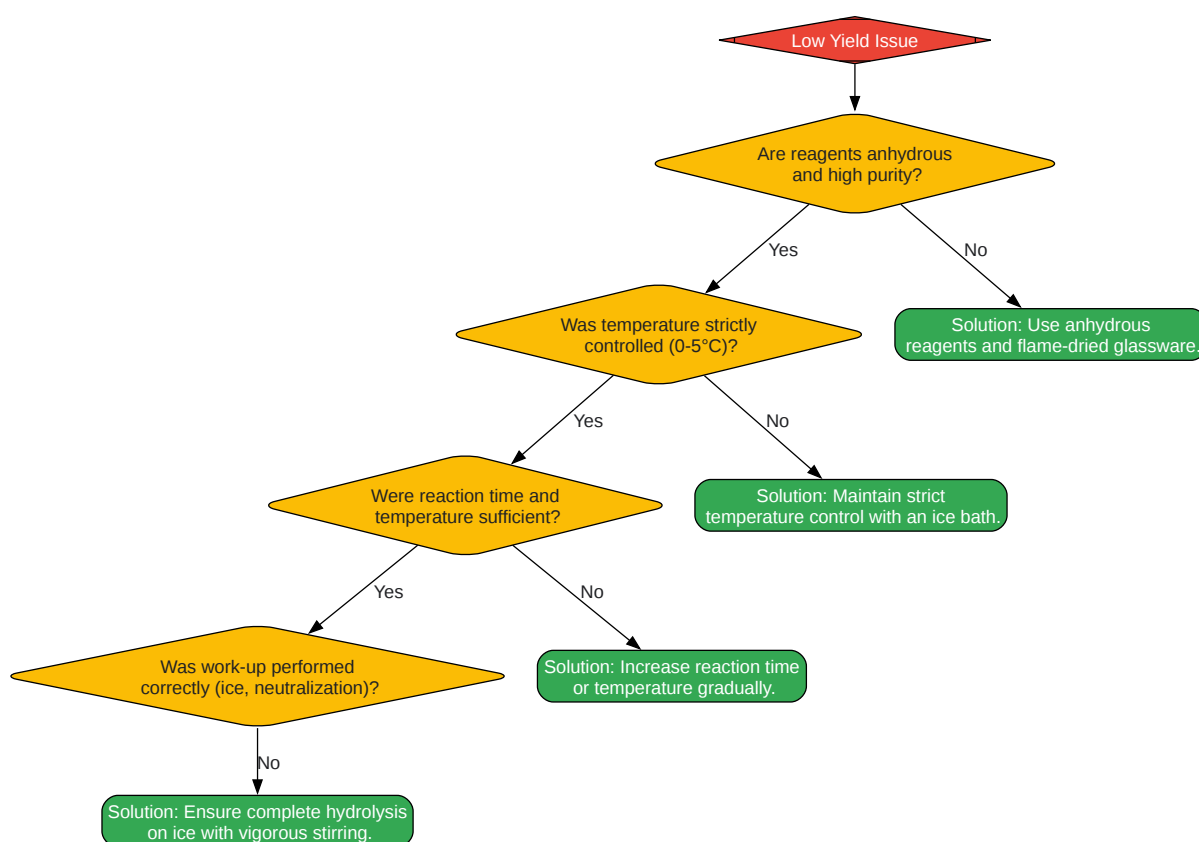 Low Yield Issue
Are reagents anhydrous
and high purity?
Yes
No
Was temperature strictly
controlled (0-5°C)?
Solution: Use anhydrous
reagents and flame-dried glassware.
Yes
No
Were reaction time and
temperature sufficient?
Solution: Maintain strict
temperature control with an ice bath.
Yes
No
Was work-up performed
correctly (ice, neutralization)?
Solution: Increase reaction time
or temperature gradually.
No
Solution: Ensure complete hydrolysis
on ice with vigorous stirring.